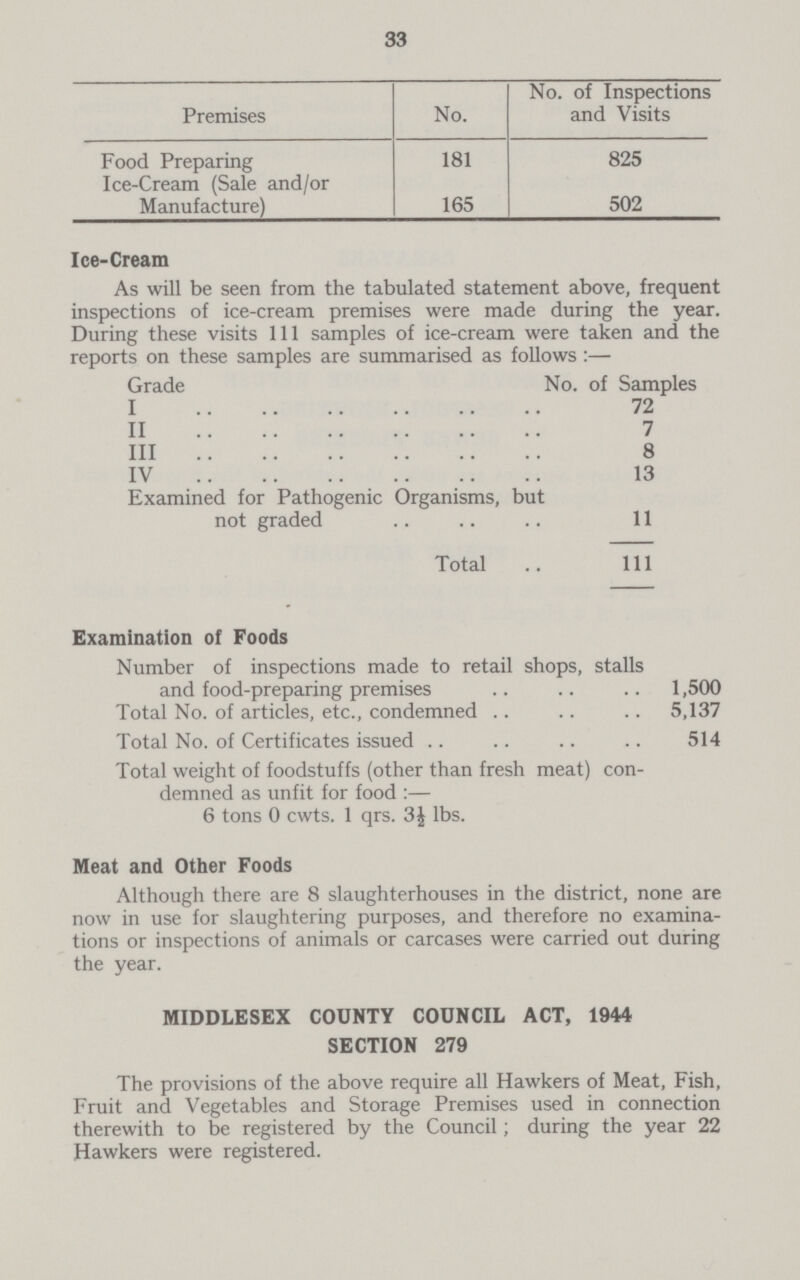 33
Premises No. No. of Inspections and Visits
Food Preparing 181 825
Ice-Cream (Sale and/or
Manufacture) 165 502
Ice-Cream
As will be seen from the tabulated statement above, frequent
inspections of ice-cream premises were made during the year.
During these visits 111 samples of ice-cream were taken and the
reports on these samples are summarised as follows :—
Grade No. of Samples
I .. .. .. .. .. .. 72
II .. .. .. .. .. .. 7
III .. .. .. .. .. .. 8
IV .. .. .. .. .. .. 13
Examined for Pathogenic Organisms, but
not graded .. .. .. 11
Total .. 111
Examination of Foods
Number of inspections made to retail shops, stalls
and food-preparing premises .. .. .. 1,500
Total No. of articles, etc., condemned .. .. .. 5,137
Total No. of Certificates issued .. .. .. .. 514
Total weight of foodstuffs (other than fresh meat) con-
demned as unfit for food :—
6 tons 0 cwts. 1 qrs. 3½ lbs.
Meat and Other Foods
Although there are 8 slaughterhouses in the district, none are
now in use for slaughtering purposes, and therefore no examina-
tions or inspections of animals or carcases were carried out during
the year.
MIDDLESEX COUNTY COUNCIL ACT, 1944
SECTION 279
The provisions of the above require all Hawkers of Meat, Fish,
Fruit and Vegetables and Storage Premises used in connection
therewith to be registered by the Council ; during the year 22
Hawkers were registered.